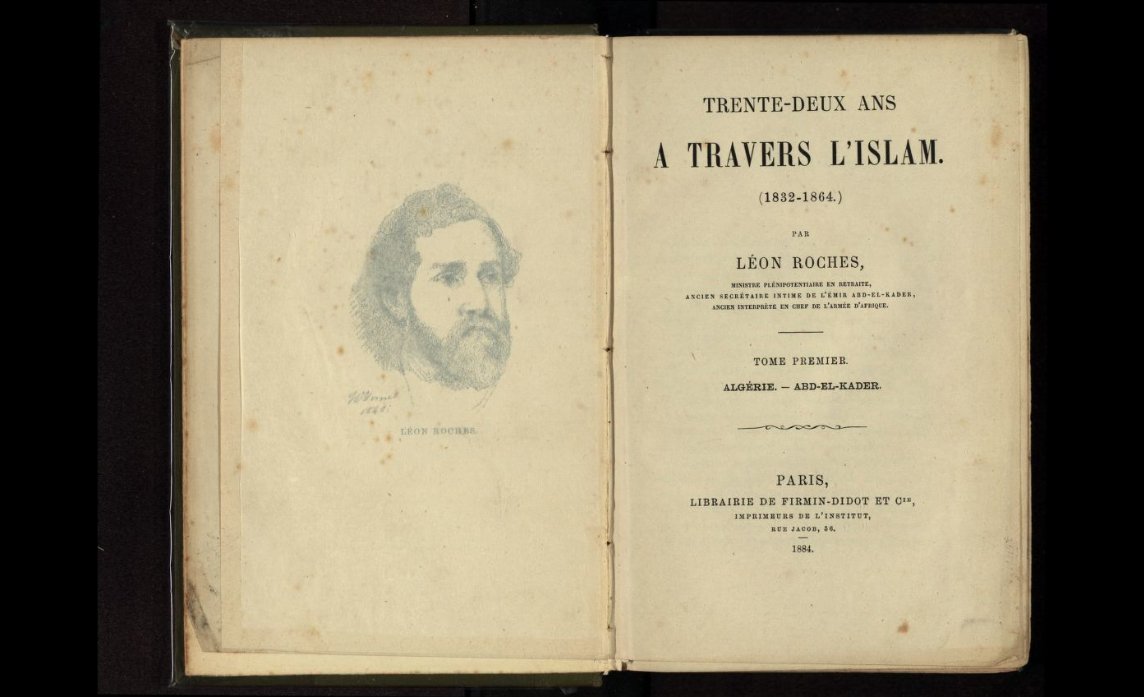 LÉON ROCHES.
TRENTE-DEUX ANS
A TRAVERS L'ISLAM.
(1832-1864.)
PAR
LÉON ROCHES,
MINISTRE PLÉNIPOTENTIAIRE EN RETRAITE,
ANCIEN SECRÉTAIRE INTIME DE L'ÉMIR ABD-EL-KADER,
ANCIEN INTERPRÈTE EN CHEF DE L'ARMÉE D'AFRIQUE.
TOME PREMIER.
ALGÉRIE. — ABD-EL-KADER.
PARIS,
LIBRAIRIE DE FIRMIN-DIDOT ET Cⁱᴱ,
IMPRIMEURS DE L'INSTITUT,
RUE JACOB, 56.
1884.